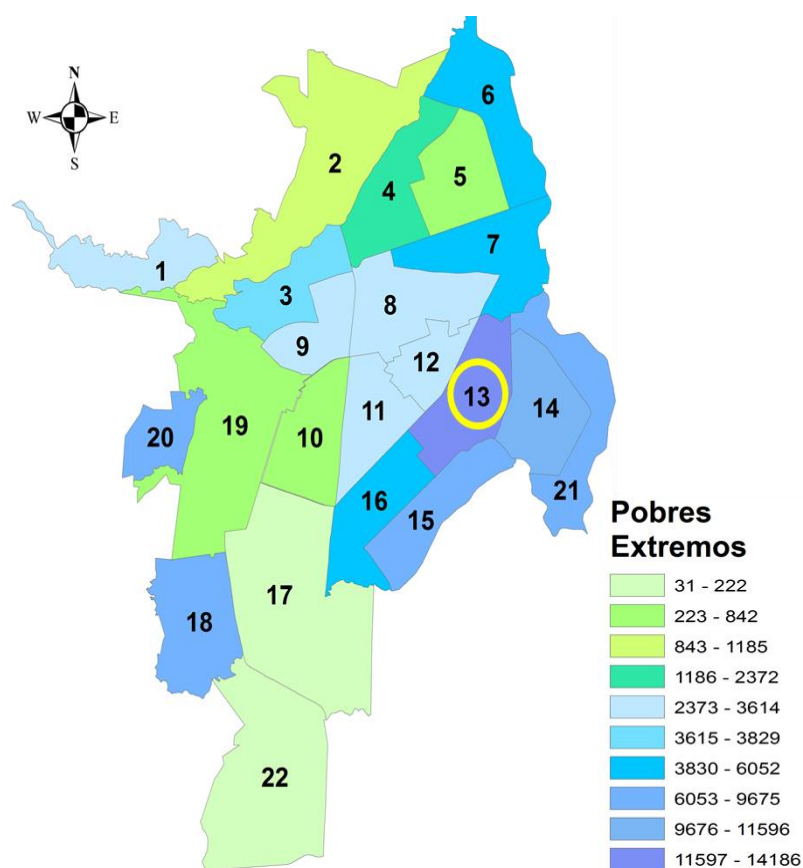 N
W
E
S
6
2
4
5
7
1
3
8
9
12
13
14
11
10
19
20
21
16
15
17
18
22
Pobres
Extremos
31 - 222
223 - 842
843 - 1185
1186 - 2372
2373 - 3614
3615 - 3829
3830 - 6052
6053 - 9675
9676 - 11596
11597 - 14186